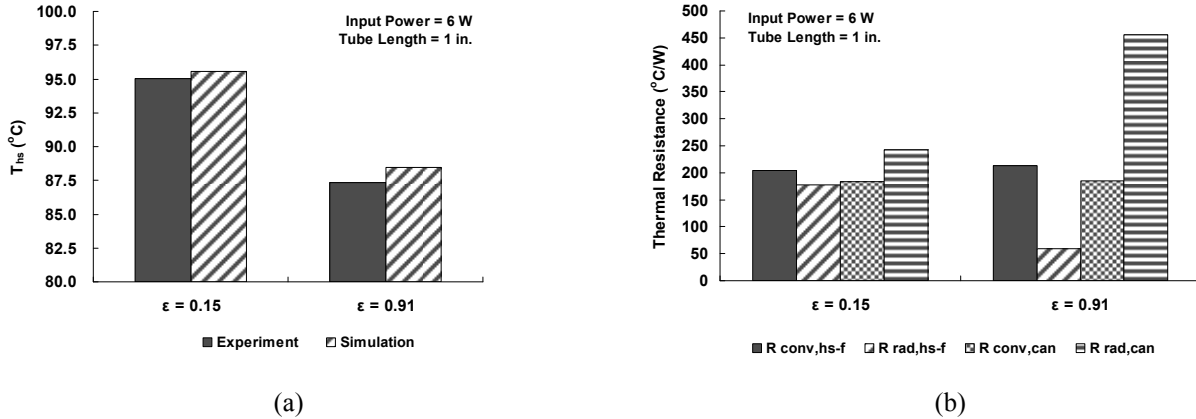 Input Power = 6 W
Tube Length = 1 in.
T hs (°C)
100.0
97.5
95.0
92.5
90.0
87.5
85.0
82.5
80.0
ε = 0.15
ε = 0.91
Experiment
Simulation
(a)
Input Power = 6 W
Tube Length = 1 in.
Thermal Resistance (°C/W)
500
450
400
350
300
250
200
150
100
50
0
ε = 0.15
ε = 0.91
R conv,hs-f
R rad,hs-f
R conv,can
R rad,can
(b)